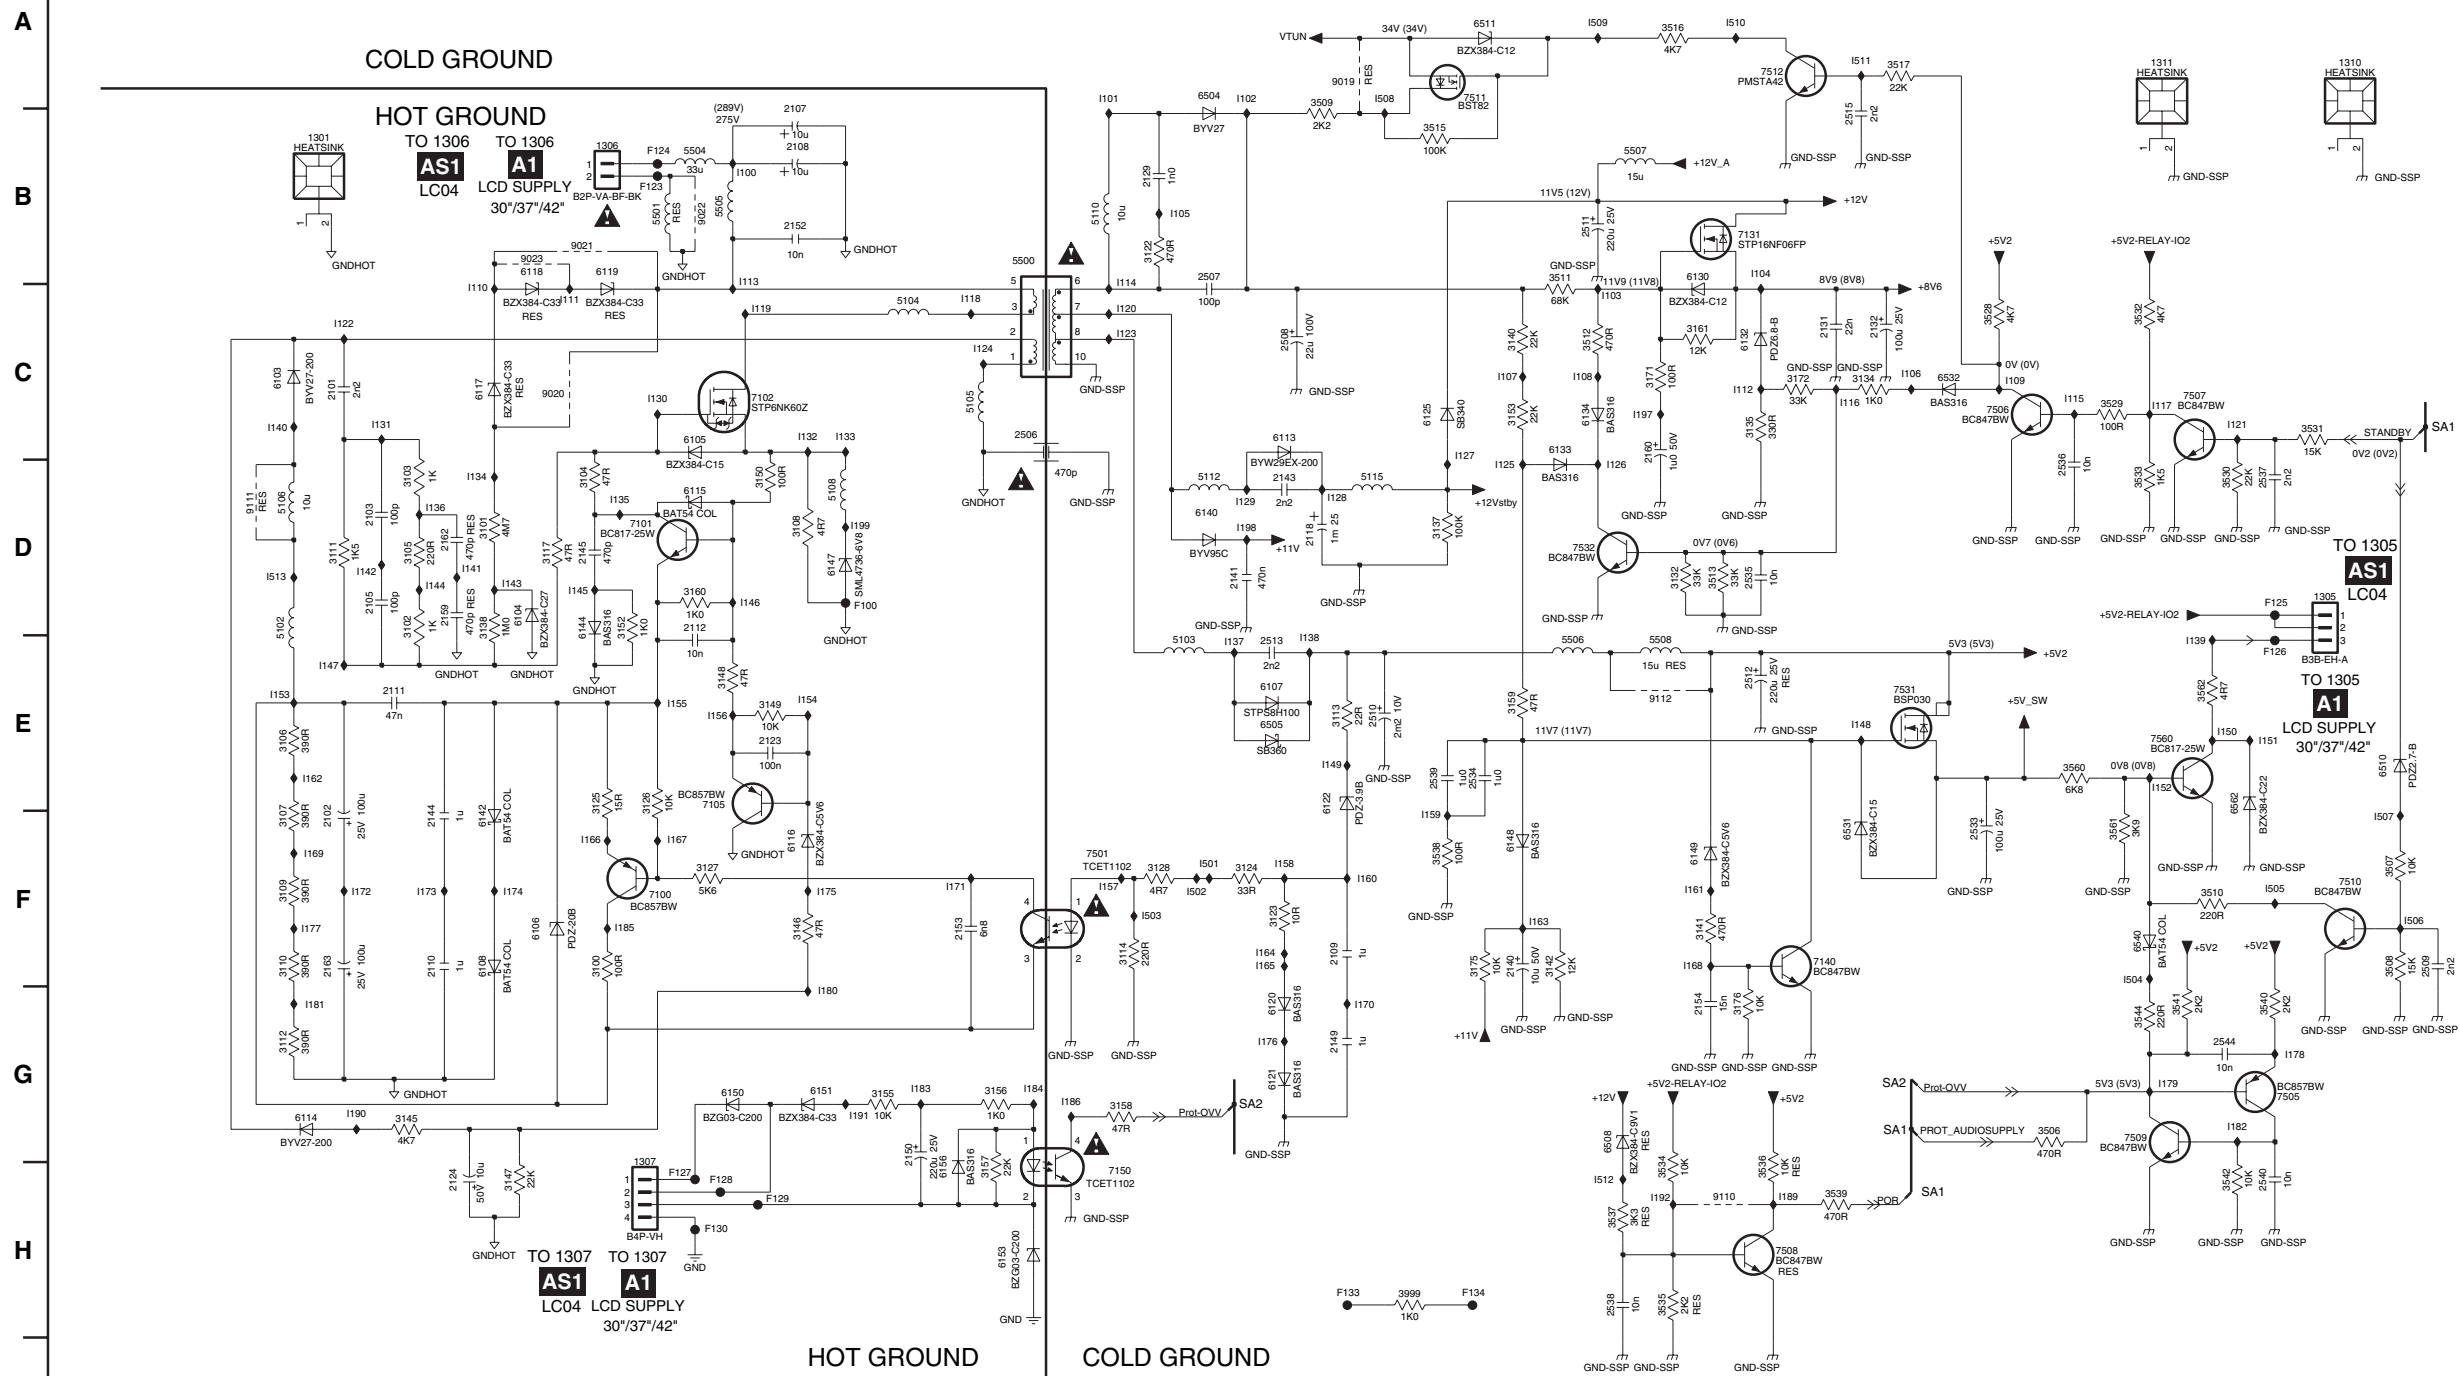 A
B
C
D
E
F
G
H
COLD GROUND
HOT GROUND
1301
HEATSINK
1 2
GNDHOT
TO 1306
AS1
LC04
TO 1306
A1
LCD SUPPLY
30"/37"/42"
1306
1
2
B2P-VA-BF-BK
F124
F123
5504
33u
5501
RES
9022
5505
I100
(289V)
275V
2107
10u
2108
10u
2152
10n
GNDHOT
GNDHOT
9021
9023
6118
BZX384-C33
RES
I110
I111
6119
BZX384-C33
RES
I113
I119
5104
I118
5500
5
3
2
1
6
7
8
10
I122
6103
BYV27-200
2101
2n2
6117
BZX384-C33
RES
9020
7102
STP6NK60Z
I130
I124
5105
2506
470p
GNDHOT
GND-SSP
I140
I131
I134
3103
1K
9111
RES
5106
10u
2103
100p
I136
3101
4M7
2162
470p RES
3111
1K5
3105
220R
I142
I141
I144
I143
2105
100p
3102
1K
2159
470p RES
3138
1M0
6104
BZX384-C27
I513
5102
I147
GNDHOT
GNDHOT
6105
BZX384-C15
3104
47R
3150
100R
I132
I133
5108
I135
6115
BAT54 COL
7101
BC817-25W
3117
47R
2145
470p
3108
4R7
I199
6147
SML4736-6V8
F100
GNDHOT
I145
6144
BAS316
3152
1K0
GNDHOT
3160
1K0
I146
2112
10n
3148
47R
I153
2111
47n
I155
I156
3149
10K
I154
2123
100n
3106
390R
I162
3107
390R
I169
3109
390R
I177
3110
390R
I181
3112
390R
2102
25V 100u
I172
2163
25V 100u
2144
1u
I173
2110
1u
6142
BAT54 COL
I174
6108
BAT54 COL
6106
PDZ-20B
3125
15R
3126
10K
I166
I167
7100
BC857BW
I185
3100
100R
BC857BW
7105
GNDHOT
6116
BZX384-C5V6
3127
5K6
I175
3146
47R
I180
I171
2153
6n8
GNDHOT
6114
BYV27-200
I190
3145
4K7
2124
50V 10u
3147
22K
GNDHOT
1307
1
2
3
4
B4P-VH
F127
F128
F129
F130
GND
TO 1307
AS1
LC04
TO 1307
A1
LCD SUPPLY
30"/37"/42"
6150
BZG03-C200
6151
BZX384-C33
I191
3155
10K
I183
3156
1K0
I184
2150
220u 25V
6156
BAS316
3157
22K
6153
BZG03-C200
GND
HOT GROUND
COLD GROUND
I101
6504
BYV27
I102
3509
2K2
9019
RES
I508
VTUN
34V (34V)
6511
BZX384-C12
I509
3516
4K7
I510
7511
BST82
3515
100K
7512
PMSTA42
I511
3517
22K
2515
2n2
GND-SSP
GND-SSP
1311
HEATSINK
1 2
GND-SSP
1310
HEATSINK
1 2
GND-SSP
5110
10u
2129
1n0
I105
3122
470R
5507
15u
+12V_A
11V5 (12V)
+12V
2511
220u 25V
GND-SSP
7131
STP16NF06FP
+5V2
+5V2-RELAY-IO2
I114
2507
100p
3511
68K
11V9 (11V8)
I103
6130
BZX384-C12
I104
8V9 (8V8)
+8V6
I120
I123
GND-SSP
2508
22u 100V
GND-SSP
3140
22K
3512
470R
3161
12K
6132
PDZ6.8-B
2131
22n
2132
100u 25V
GND-SSP
GND-SSP
3528
4K7
3532
4K7
0V (0V)
I107
I108
3171
100R
I112
3172
33K
3134
1K0
I106
6532
BAS316
I109
I116
3153
22K
6134
BAS316
I197
3135
330R
2160
1u0 50V
GND-SSP
GND-SSP
6125
SB340
I127
I125
6133
BAS316
I126
7506
BC847BW
I115
3529
100R
I117
7507
BC847BW
I121
3531
15K
STANDBY
0V2 (0V2)
SA1
2536
10n
3533
1K5
3530
22K
2537
2n2
GND-SSP
GND-SSP
GND-SSP
GND-SSP
GND-SSP
GND-SSP
6113
BYW29EX-200
5112
I129
2143
2n2
I128
5115
+12Vstby
6140
BYV95C
I198
+11V
2118
1m 25
3137
100K
2141
470n
GND-SSP
GND-SSP
7532
BC847BW
0V7 (0V6)
3132
33K
3513
33K
2535
10n
GND-SSP
GND-SSP
TO 1305
AS1
LC04
1305
1
2
3
B3B-EH-A
F125
F126
+5V2-RELAY-IO2
I139
TO 1305
A1
LCD SUPPLY
30"/37"/42"
5103
I137
2513
2n2
I138
6107
STPS8H100
6505
SB360
3113
22R
2510
2m2 10V
GND-SSP
I149
5506
5508
15u RES
9112
2512
220u 25V
RES
GND-SSP
5V3 (5V3)
+5V2
3159
47R
11V7 (11V7)
I148
7531
BSP030
+5V_SW
3562
4R7
7560
BC817-25W
I150
I151
3560
6K8
0V8 (0V8)
I152
6510
PDZ2.7-B
2539
1u0
2534
1u0
I159
3538
100R
GND-SSP
6122
PDZ-3.9B
6148
BAS316
6149
BZX384-C5V6
6531
BZX384-C15
2533
100u 25V
GND-SSP
3561
3K9
6562
BZX384-C22
GND-SSP
GND-SSP
I507
3507
10K
7501
TCET1102
I157
4
3
1
2
3128
4R7
I501
I502
3124
33R
I158
I160
I503
3114
220R
GND-SSP
GND-SSP
3123
10R
I164
I165
6120
BAS316
I176
6121
BAS316
2109
1u
I170
2149
1u
GND-SSP
I163
3175
10K
2140
10u 50V
3142
12K
+11V
GND-SSP
GND-SSP
I161
3141
470R
I168
2154
15n
3176
10K
7140
BC847BW
GND-SSP
GND-SSP
GND-SSP
3510
220R
I505
7510
BC847BW
I506
6540
BAT54 COL
+5V2
+5V2
I504
3544
220R
3541
2K2
3540
2K2
3508
15K
2509
2n2
GND-SSP
GND-SSP
GND-SSP
2544
10n
I178
I186
3158
47R
Prot-OVV
SA2
1
2
4
3
7150
TCET1102
GND-SSP
+12V
+5V2-RELAY-IO2
+5V2
6508
BZX384-C9V1
RES
I512
3537
3K3
RES
3534
10K
3536
10K
RES
I192
9110
I189
3539
470R
POR
SA1
7508
BC847BW
RES
2538
10n
3535
2K2
RES
GND-SSP
GND-SSP
GND-SSP
SA2
Prot-OVV
SA1
PROT_AUDIOSUPPLY
3506
470R
5V3 (5V3)
I179
BC857BW
7505
7509
BC847BW
I182
3542
10K
2540
10n
GND-SSP
GND-SSP
GND-SSP
F133
3999
1K0
F134